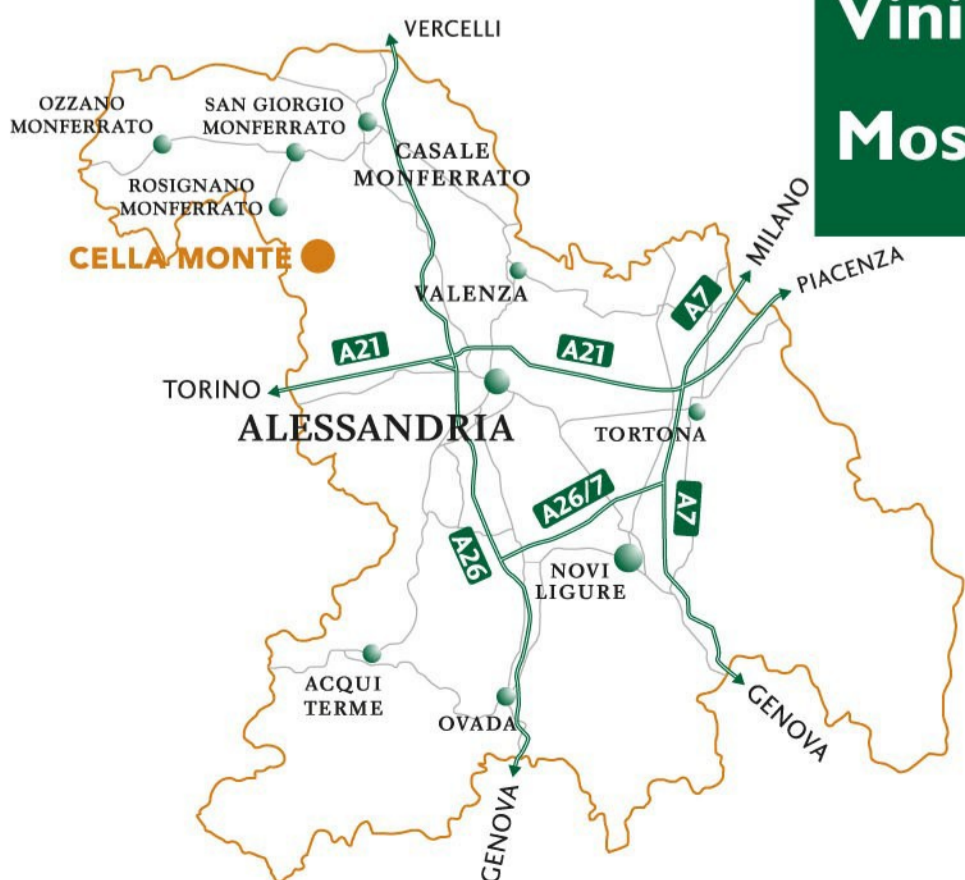 Vini
Mos
VERCELLI
OZZANO
MONFERRATO
SAN GIORGIO
MONFERRATO
CASALE
MONFERRATO
ROSIGNANO
MONFERRATO
CELLA MONTE
VALENZA
MILANO
PIACENZA
A7
A21
A21
TORINO
ALESSANDRIA
TORTONA
A26/7
A7
A26
NOVI
LIGURE
ACQUI
TERME
OVADA
GENOVA
GENOVA